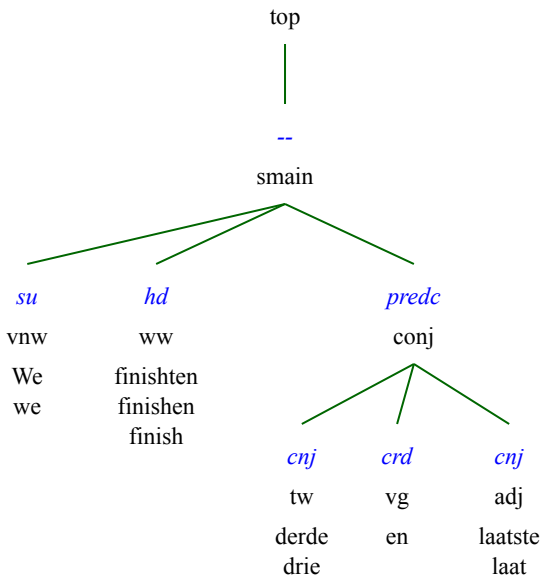 top
--
smain
su hd predc
vnw ww conj
We finishten
we finishen
finish
cnj crd cnj
tw vg adj
derde en laatste
drie laat